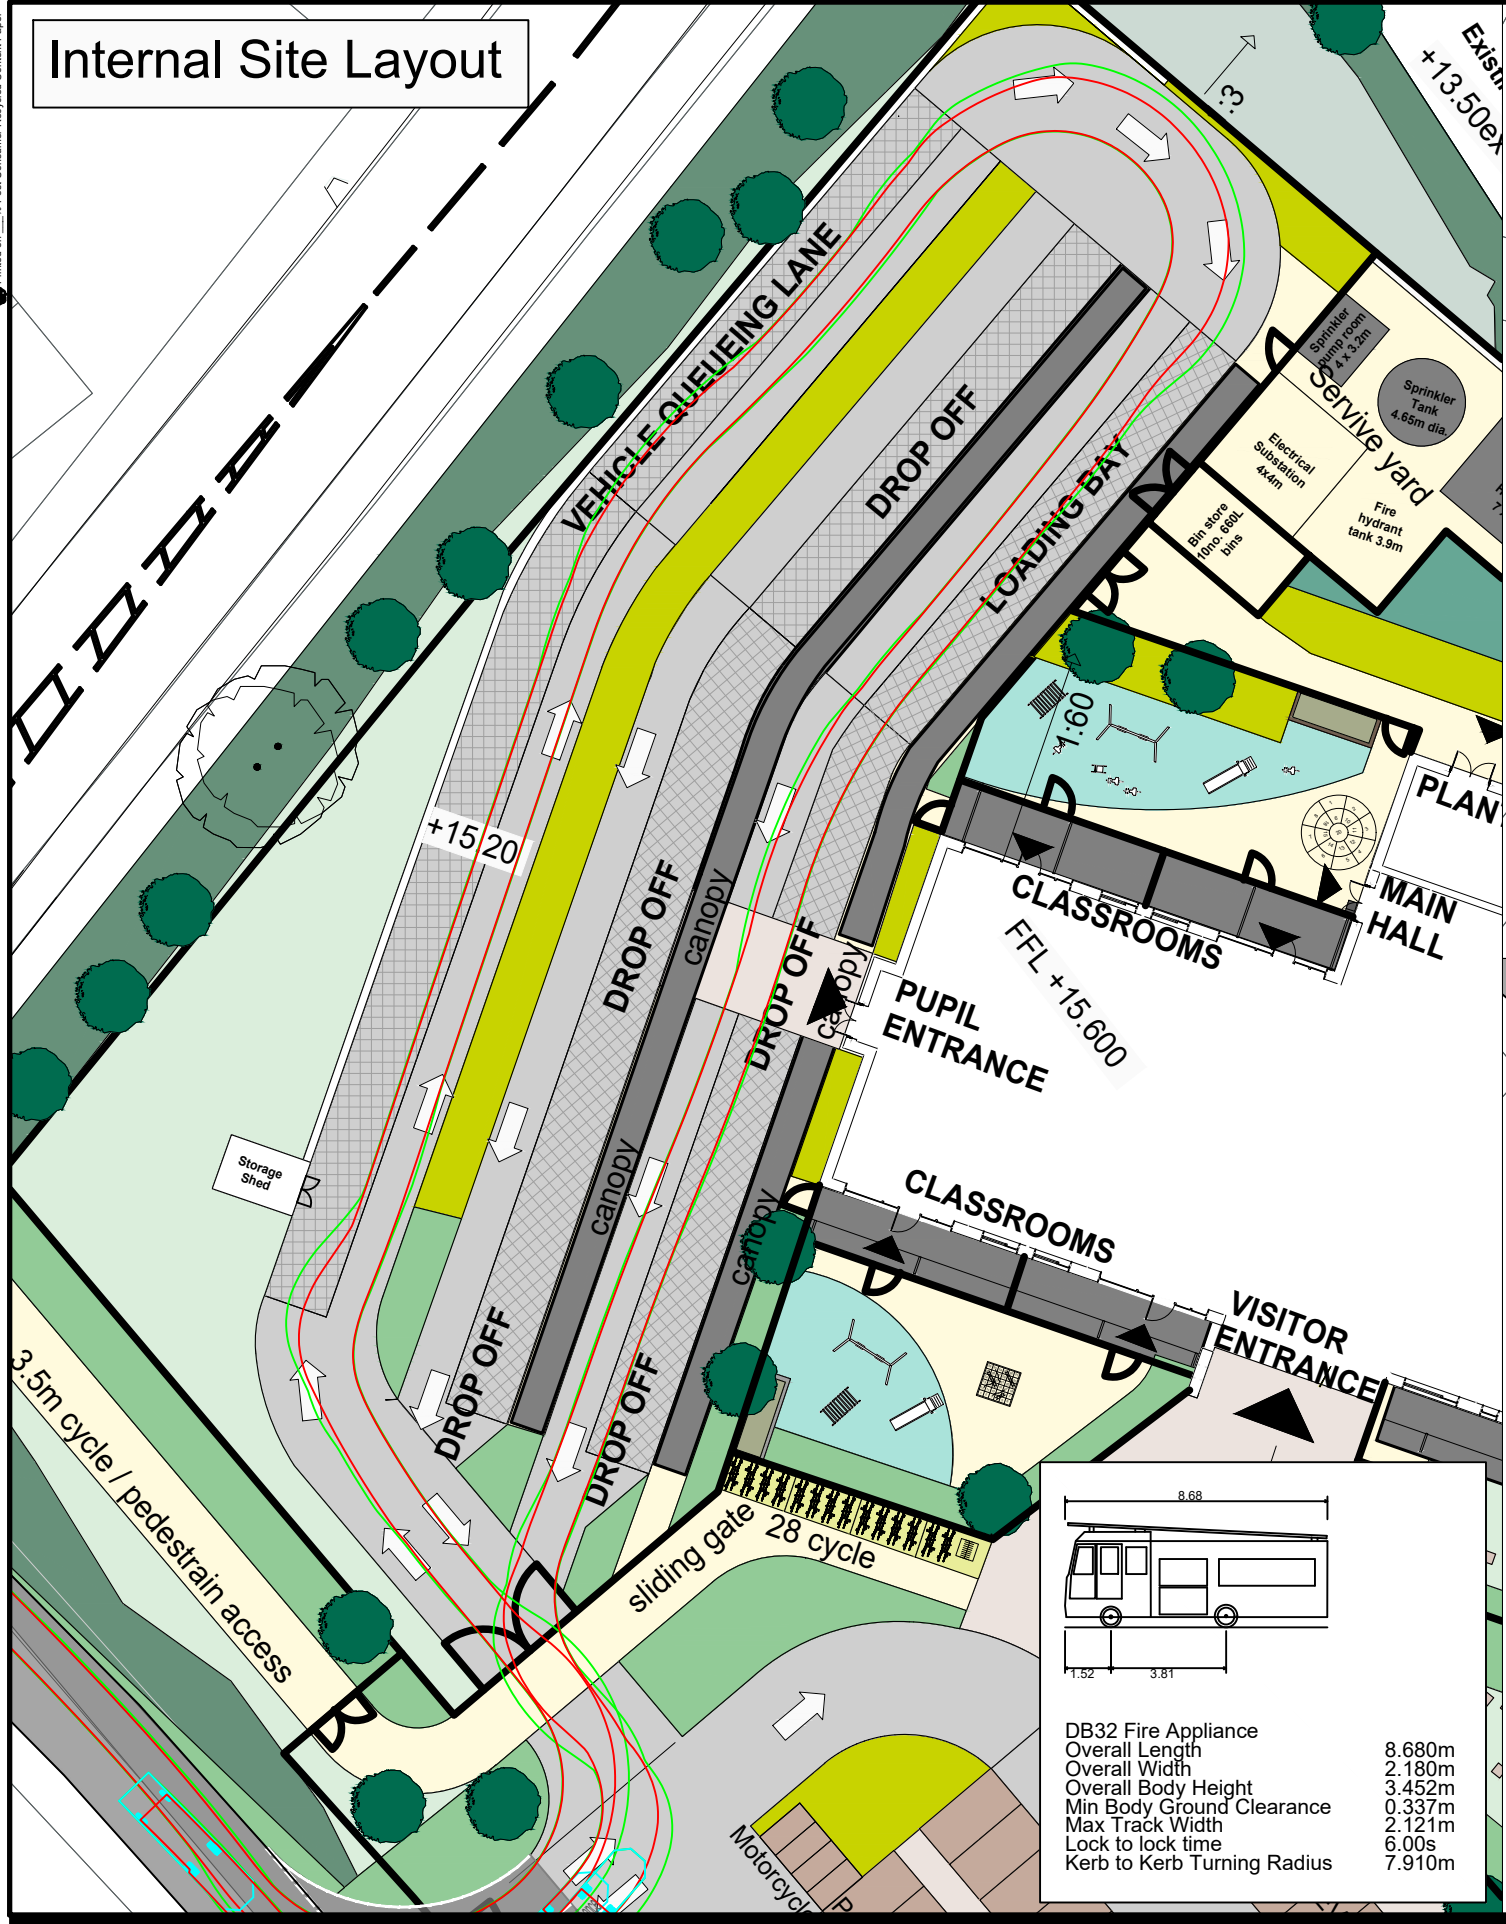 Internal Site Layout
:3
+13.50ex
VEHICLE QUEUEING LANE
DROP OFF
LOADING BAY
Sprinkler
pump room
4 x 3.2m
Sprinkler
Tank
4.65m dia.
Servive yard
Electrical
Substation
4x4m
Fire
hydrant
tank 3.9m
Bin store
10no. 660L
bins
1:60
PLANT
+15.20
DROP OFF
canopy
CLASSROOMS
MAIN
HALL
FFL +15.600
DROP OFF
canopy
PUPIL
ENTRANCE
Storage
Shed
canopy
canopy
CLASSROOMS
VISITOR
ENTRANCE
DROP OFF
DROP OFF
3.5m cycle / pedestrain access
sliding gate
28 cycle
Motorcycle
8.68
1.52
3.81
DB32 Fire Appliance
Overall Length 8.680m
Overall Width 2.180m
Overall Body Height 3.452m
Min Body Ground Clearance 0.337m
Max Track Width 2.121m
Lock to lock time 6.00s
Kerb to Kerb Turning Radius 7.910m